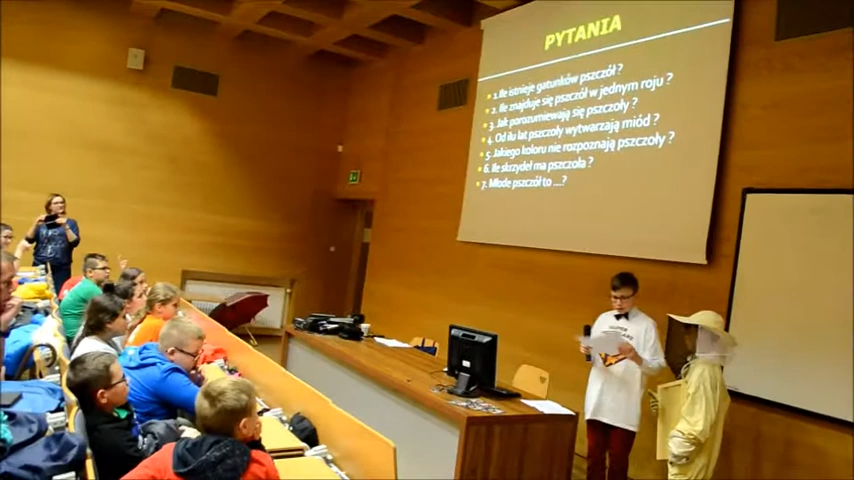 PYTANIA
1. Ile istnieje gatunków pszczół?
2. Ile znajduje się pszczół w jednym roju?
3. Jak porozumiewają się pszczoły?
4. Od ilu lat pszczoły wytwarzają miód?
5. Jakiego koloru nie rozpoznają pszczoły?
6. Ile skrzydeł ma pszczoła?
7. Młode pszczół to ...?
SUPER